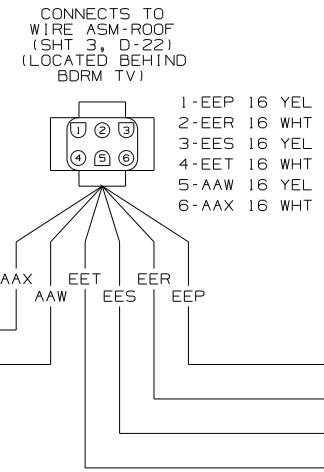 CONNECTS TO
WIRE ASM-ROOF
(SHT 3, D-22)
(LOCATED BEHIND
BDRM TV)
1 2 3
4 5 6
1-EEP 16 YEL
2-EER 16 WHT
3-EES 16 YEL
4-EET 16 WHT
5-AAW 16 YEL
6-AAX 16 WHT
AAX EET EER
AAW EES EEP